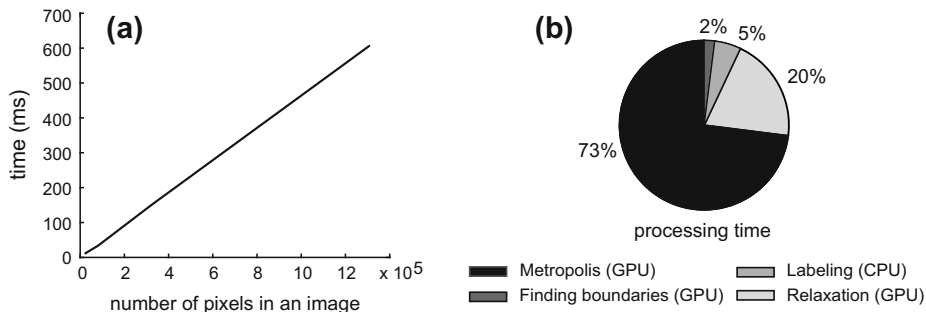 (a)
time (ms)
700
600
500
400
300
200
100
0
0 2 4 6 8 10 12 x 10^5
number of pixels in an image
(b)
2%
5%
20%
73%
processing time
Metropolis (GPU)
Labeling (CPU)
Finding boundaries (GPU)
Relaxation (GPU)